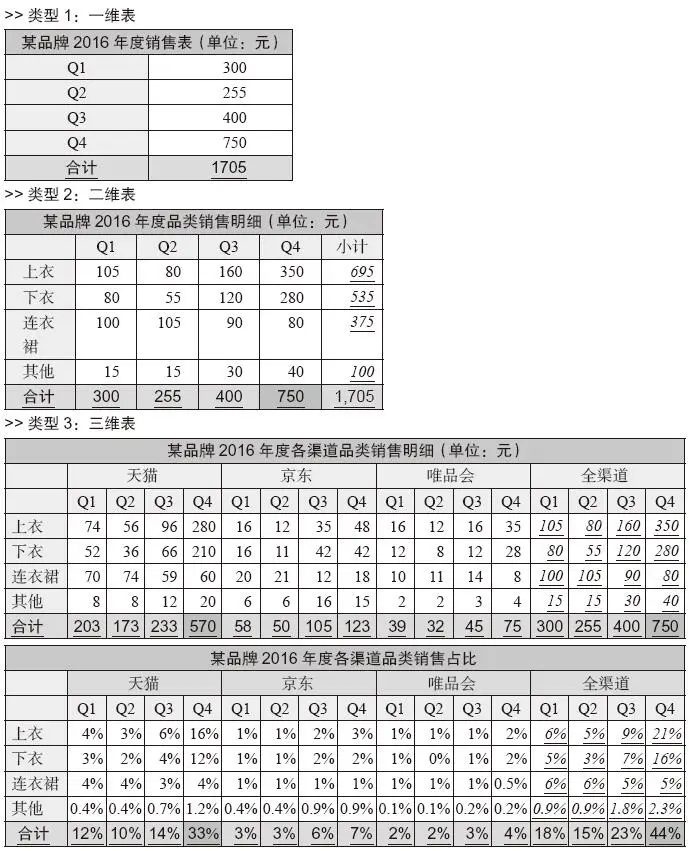 >> 类型 1：一维表
某品牌 2016 年度销售表（单位：元）
Q1 300
Q2 255
Q3 400
Q4 750
合计 1705
>> 类型 2：二维表
某品牌 2016 年度品类销售明细（单位：元）
Q1 Q2 Q3 Q4 小计
上衣 105 80 160 350 695
下衣 80 55 120 280 535
连衣 100 105 90 80 375
裙
其他 15 15 30 40 100
合计 300 255 400 750 1,705
>> 类型 3：三维表
某品牌 2016 年度各渠道品类销售明细（单位：元）
天猫 京东 唯品会 全渠道
Q1 Q2 Q3 Q4 Q1 Q2 Q3 Q4 Q1 Q2 Q3 Q4 Q1 Q2 Q3 Q4
上衣 74 56 96 280 16 12 35 48 16 12 16 35 105 80 160 350
下衣 52 36 66 210 16 11 42 42 12 8 12 28 80 55 120 280
连衣裙 70 74 59 60 20 21 12 18 10 11 14 8 100 105 90 80
其他 8 8 12 20 6 6 16 15 2 2 3 4 15 15 30 40
合计 203 173 233 570 58 50 105 123 39 32 45 75 300 255 400 750
某品牌 2016 年度各渠道品类销售占比
天猫 京东 唯品会 全渠道
Q1 Q2 Q3 Q4 Q1 Q2 Q3 Q4 Q1 Q2 Q3 Q4 Q1 Q2 Q3 Q4
上衣 4% 3% 6% 16% 1% 1% 2% 3% 1% 1% 1% 2% 6% 5% 9% 21%
下衣 3% 2% 4% 12% 1% 1% 2% 2% 1% 0% 1% 2% 5% 3% 7% 16%
连衣裙 4% 4% 3% 4% 1% 1% 1% 1% 1% 1% 1% 0.5% 6% 6% 5% 5%
其他 0.4% 0.4% 0.7% 1.2% 0.4% 0.4% 0.9% 0.9% 0.1% 0.1% 0.2% 0.2% 0.9% 0.9% 1.8% 2.3%
合计 12% 10% 14% 33% 3% 3% 6% 7% 2% 2% 3% 4% 18% 15% 23% 44%